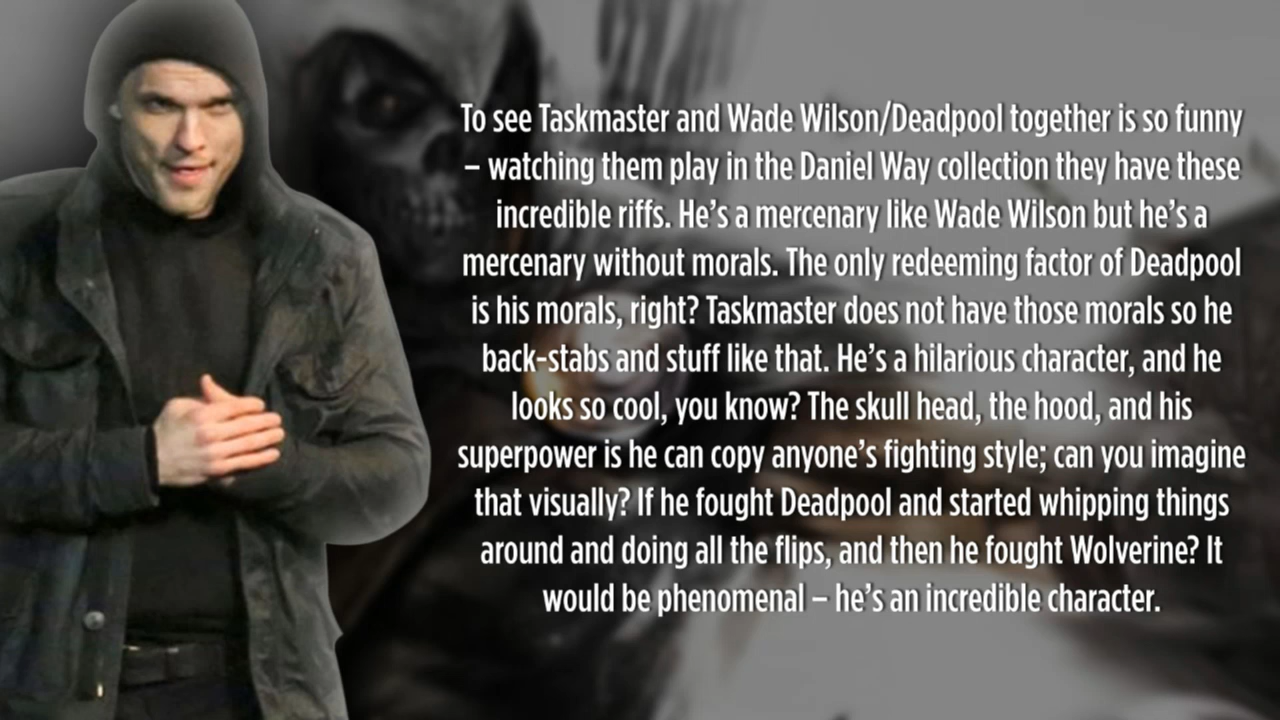 To see Taskmaster and Wade Wilson/Deadpool together is so funny
– watching them play in the Daniel Way collection they have these
incredible riffs. He’s a mercenary like Wade Wilson but he’s a
mercenary without morals. The only redeeming factor of Deadpool
is his morals, right? Taskmaster does not have those morals so he
back-stabs and stuff like that. He’s a hilarious character, and he
looks so cool, you know? The skull head, the hood, and his
superpower is he can copy anyone’s fighting style; can you imagine
that visually? If he fought Deadpool and started whipping things
around and doing all the flips, and then he fought Wolverine? It
would be phenomenal – he’s an incredible character.